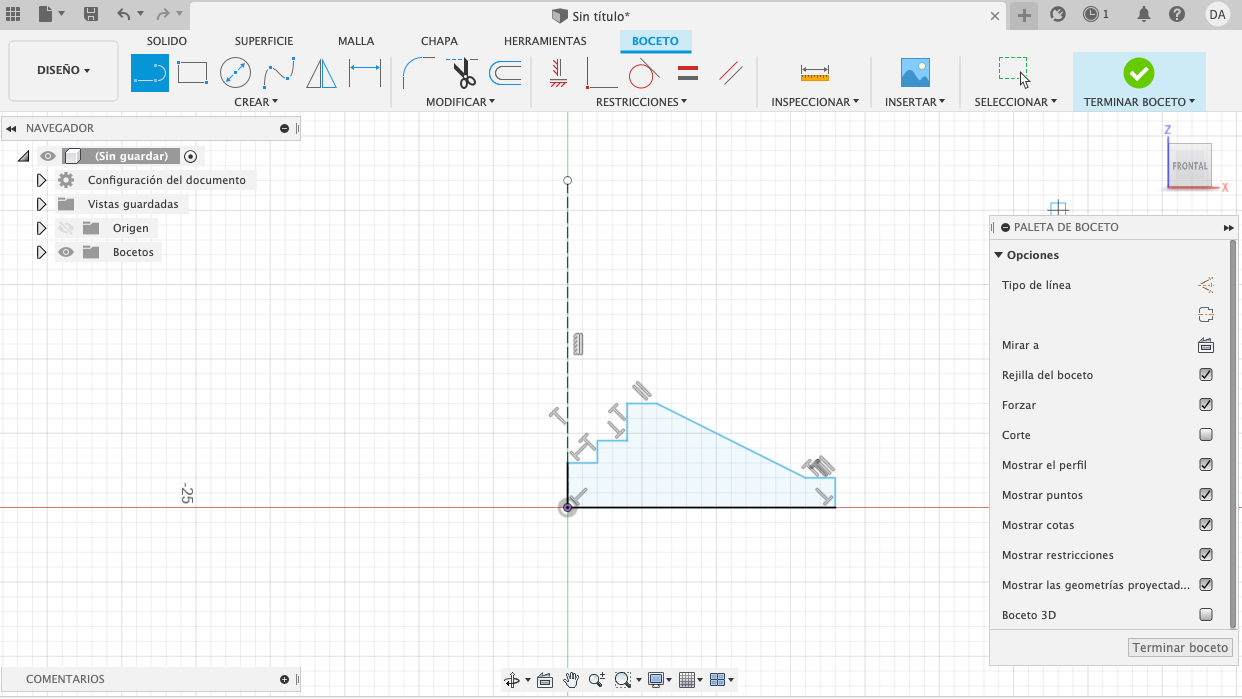 Sin título*
1
DA
DISEÑO
SOLIDO
SUPERFICIE
MALLA
CHAPA
HERRAMIENTAS
BOCETO
CREAR
MODIFICAR
RESTRICCIONES
INSPECCIONAR
INSERTAR
SELECCIONAR
TERMINAR BOCETO
NAVEGADOR
(Sin guardar)
Configuración del documento
Vistas guardadas
Origen
Bocetos
Z
FRONTAL
X
-25
PALETA DE BOCETO
Opciones
Tipo de línea
Mirar a
Rejilla del boceto
Forzar
Corte
Mostrar el perfil
Mostrar puntos
Mostrar cotas
Mostrar restricciones
Mostrar las geometrías proyectad...
Boceto 3D
Terminar boceto
COMENTARIOS